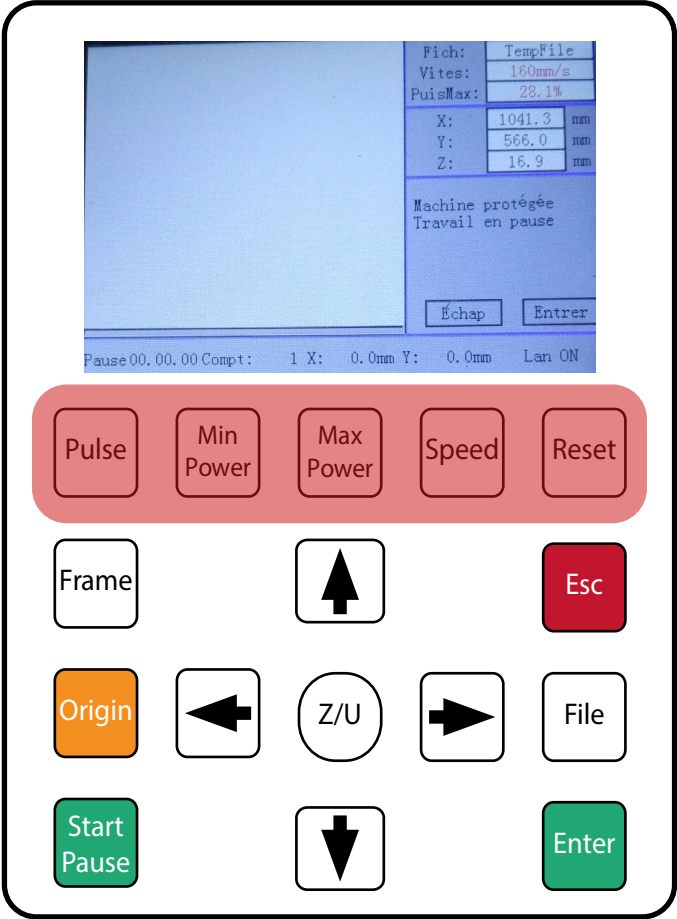 Fich: TempFile
Vites: 160mm/s
PuisMax: 28.1%
X: 1041.3 mm
Y: 566.0 mm
Z: 16.9 mm
Machine protégée
Travail en pause
Échap Entrer
Pause00.00.00 Compt: 1 X: 0.0mm Y: 0.0mm Lan ON
Pulse
Min
Power
Max
Power
Speed
Reset
Frame
Esc
Origin
Z/U
File
Start
Pause
Enter